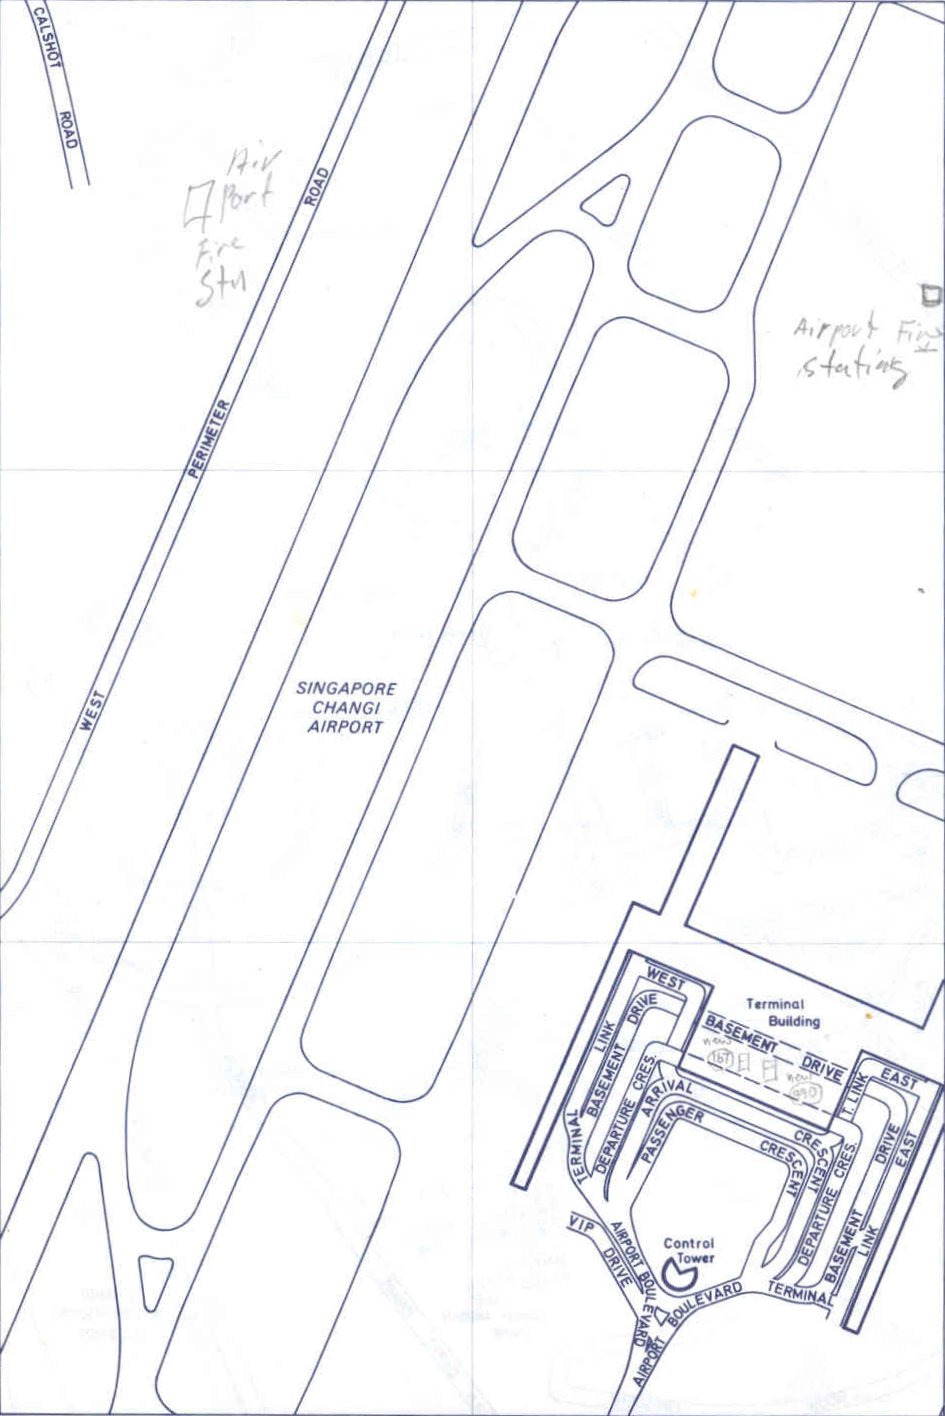 CALSHOT ROAD
Air
Port
Fire
Stn
ROAD
Airport Fire
station
PERIMETER
SINGAPORE
CHANGI
AIRPORT
WEST
Terminal
Building
WEST
DRIVE
LINK
BASEMENT
BASEMENT DRIVE
new
167
new
EAST
T. LINK
DRIVE
EAST
DEPARTURE CRES.
ARRIVAL
CRESCENT
PASSENGER
CRESCENT
TERMINAL
DEPARTURE CRES.
BASEMENT
LINK
VIP DRIVE
AIRPORT BOULEVARD
Control
Tower
BOULEVARD
TERMINAL
AIRPORT